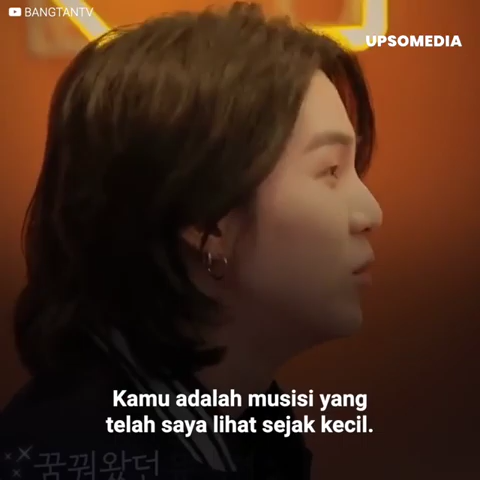 BANGTANTV
UPSOMEDIA
Kamu adalah musisi yang
telah saya lihat sejak kecil.
꿈꿔왔던